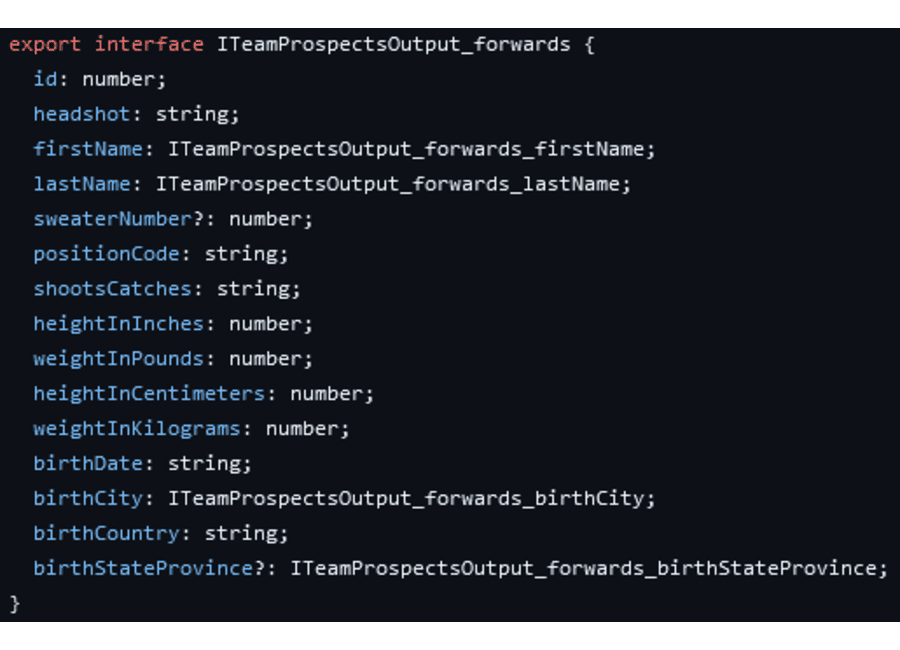 export interface ITeamProspectsOutput_forwards {
id: number;
headshot: string;
firstName: ITeamProspectsOutput_forwards_firstName;
lastName: ITeamProspectsOutput_forwards_lastName;
sweaterNumber?: number;
positionCode: string;
shootsCatches: string;
heightInInches: number;
weightInPounds: number;
heightInCentimeters: number;
weightInKilograms: number;
birthDate: string;
birthCity: ITeamProspectsOutput_forwards_birthCity;
birthCountry: string;
birthStateProvince?: ITeamProspectsOutput_forwards_birthStateProvince;
}